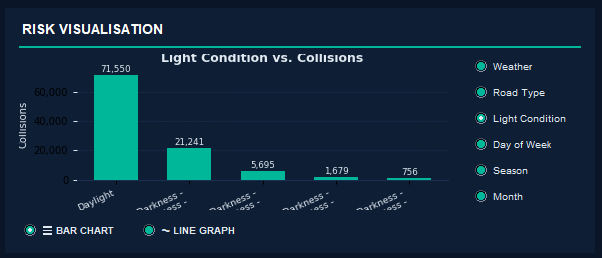 RISK VISUALISATION
Light Condition vs. Collisions
71,550
60,000
40,000
20,000
0
21,241
5,695
1,679
756
Collisions
Daylight
Darkness -
Darkness -
Darkness -
Darkness -
Weather
Road Type
Light Condition
Day of Week
Season
Month
BAR CHART
~ LINE GRAPH